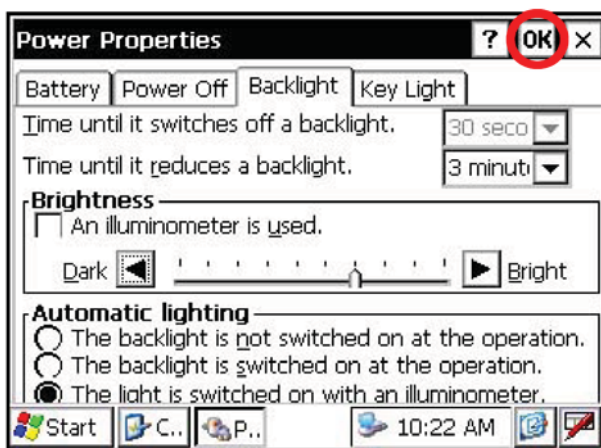 Power Properties ? OK ×
Battery Power Off Backlight Key Light
Time until it switches off a backlight. 30 seco
Time until it reduces a backlight. 3 minut
Brightness
An illuminometer is used.
Dark Bright
Automatic lighting
The backlight is not switched on at the operation.
The backlight is switched on at the operation.
The light is switched on with an illuminometer.
Start C.. P.. 10:22 AM